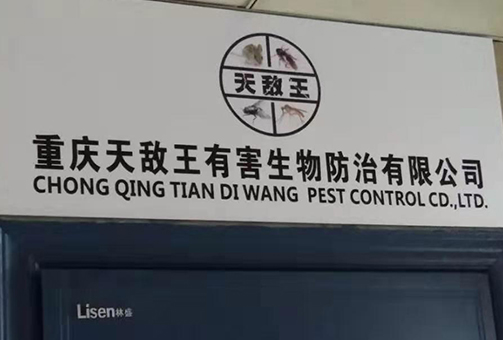 天敌王
重庆天敌王有害生物防治有限公司
CHONG QING TIAN DI WANG PEST CONTROL CD.,LTD.
Lisen林盛